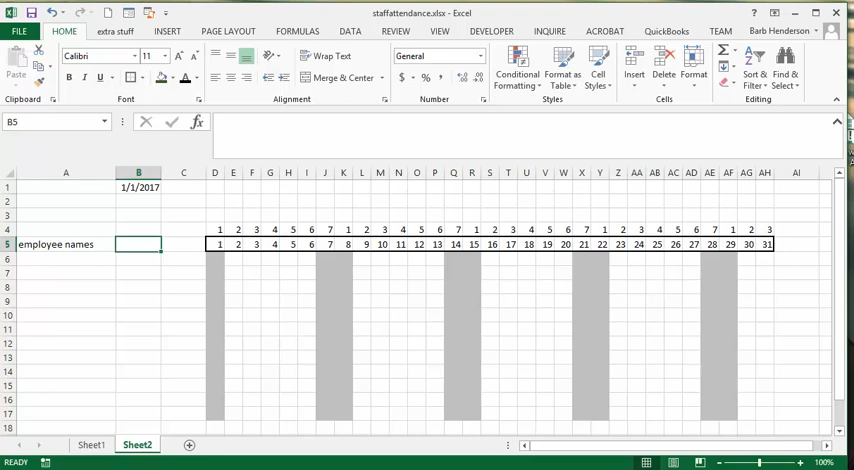 staffattendance.xlsx - Excel
FILE HOME extra stuff INSERT PAGE LAYOUT FORMULAS DATA REVIEW VIEW DEVELOPER INQUIRE ACROBAT QuickBooks TEAM Barb Henderson
Paste
Calibri 11
B I U
Wrap Text
Merge & Center
General
$ % ,
Conditional Formatting
Format as Table
Cell Styles
Insert Delete Format
Sort & Filter
Find & Select
Clipboard Font Alignment Number Styles Cells Editing
B5 fx
A B C D E F G H I J K L M N O P Q R S T U V W X Y Z AA AB AC AD AE AF AG AH AI
1 1/1/2017
2
3
4 1 2 3 4 5 6 7 1 2 3 4 5 6 7 1 2 3 4 5 6 7 1 2 3 4 5 6 7 1 2 3
5 employee names 1 2 3 4 5 6 7 8 9 10 11 12 13 14 15 16 17 18 19 20 21 22 23 24 25 26 27 28 29 30 31
6
7
8
9
10
11
12
13
14
15
16
17
18
Sheet1 Sheet2
READY 100%